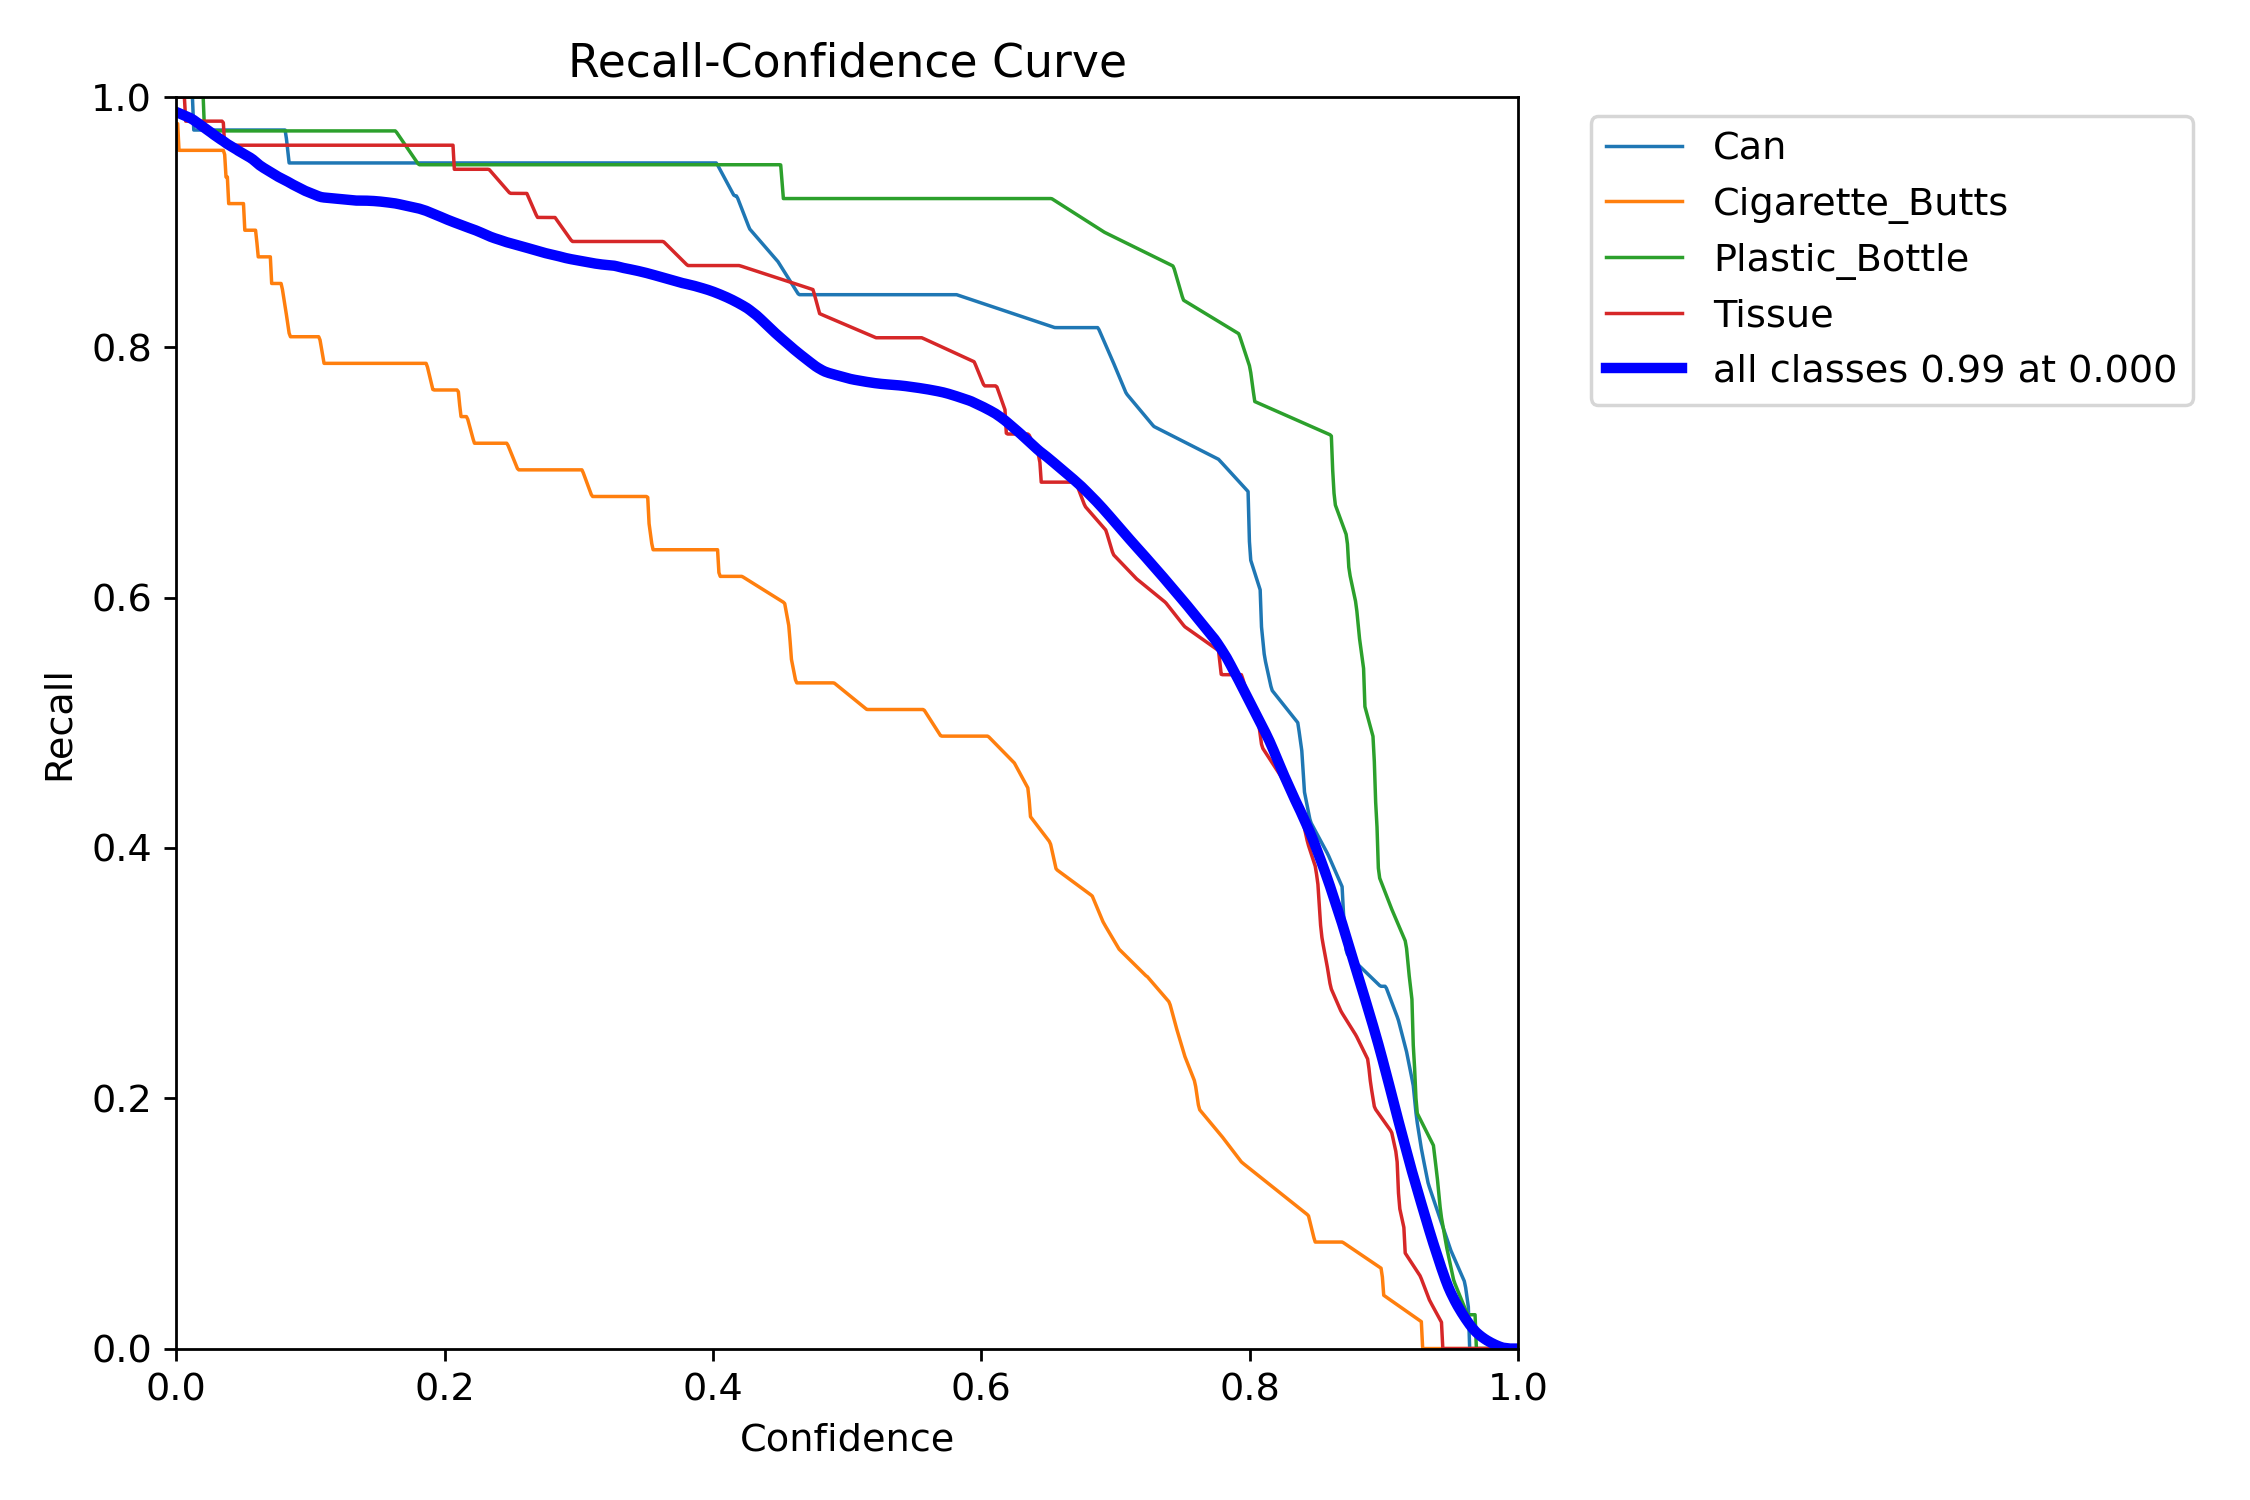 Recall-Confidence Curve
1.0
0.8
0.6
0.4
0.2
0.0
Recall
0.0 0.2 0.4 0.6 0.8 1.0
Confidence
Can
Cigarette_Butts
Plastic_Bottle
Tissue
all classes 0.99 at 0.000